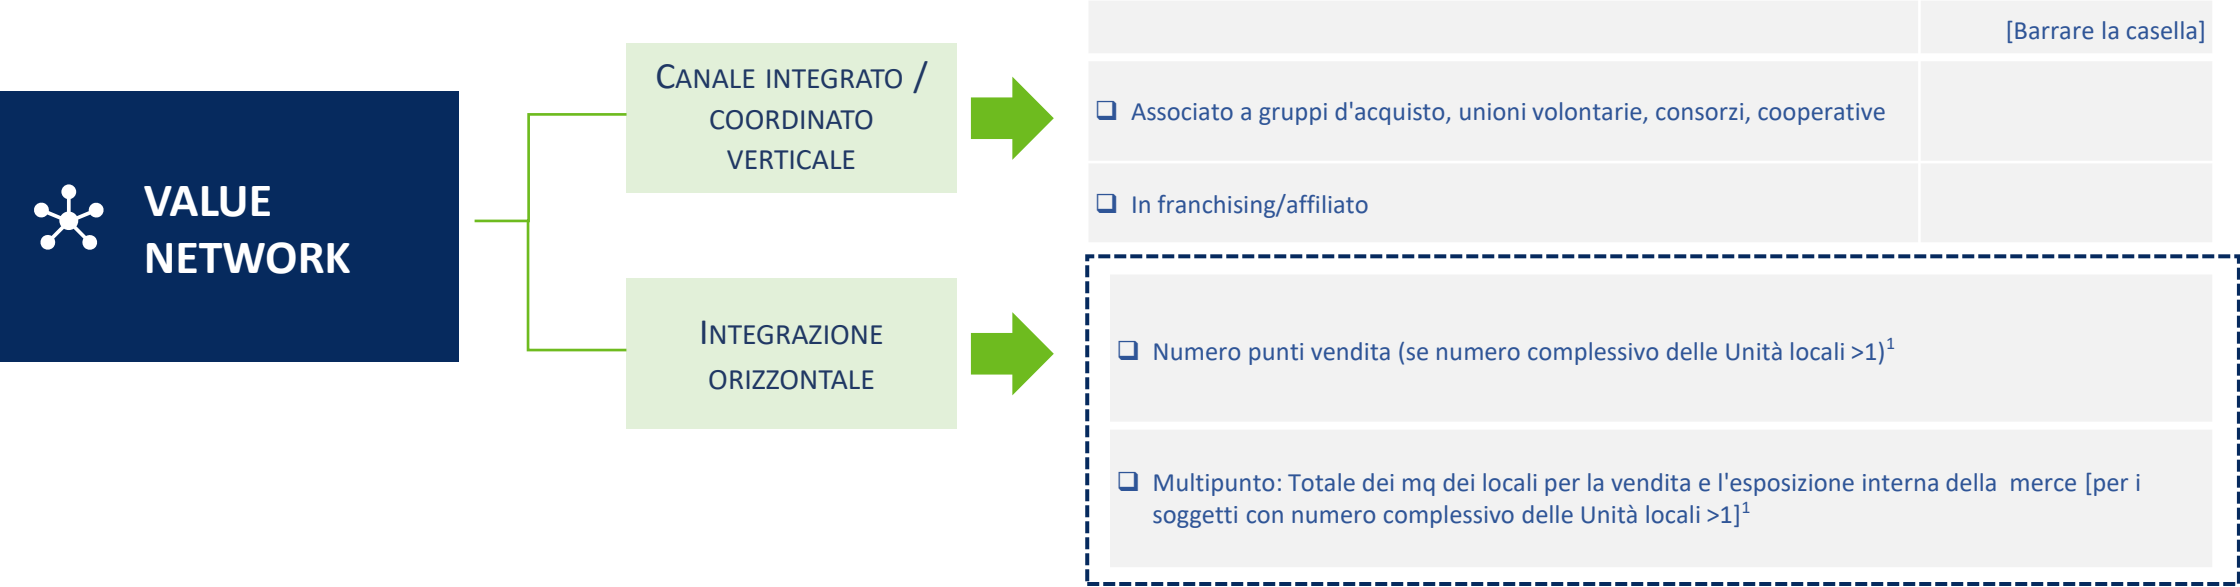 VALUE
NETWORK
CANALE INTEGRATO /
COORDINATO
VERTICALE
[Barrare la casella]
❑ Associato a gruppi d'acquisto, unioni volontarie, consorzi, cooperative
❑ In franchising/affiliato
INTEGRAZIONE
ORIZZONTALE
❑ Numero punti vendita (se numero complessivo delle Unità locali >1)¹
❑ Multipunto: Totale dei mq dei locali per la vendita e l'esposizione interna della merce [per i
soggetti con numero complessivo delle Unità locali >1]¹